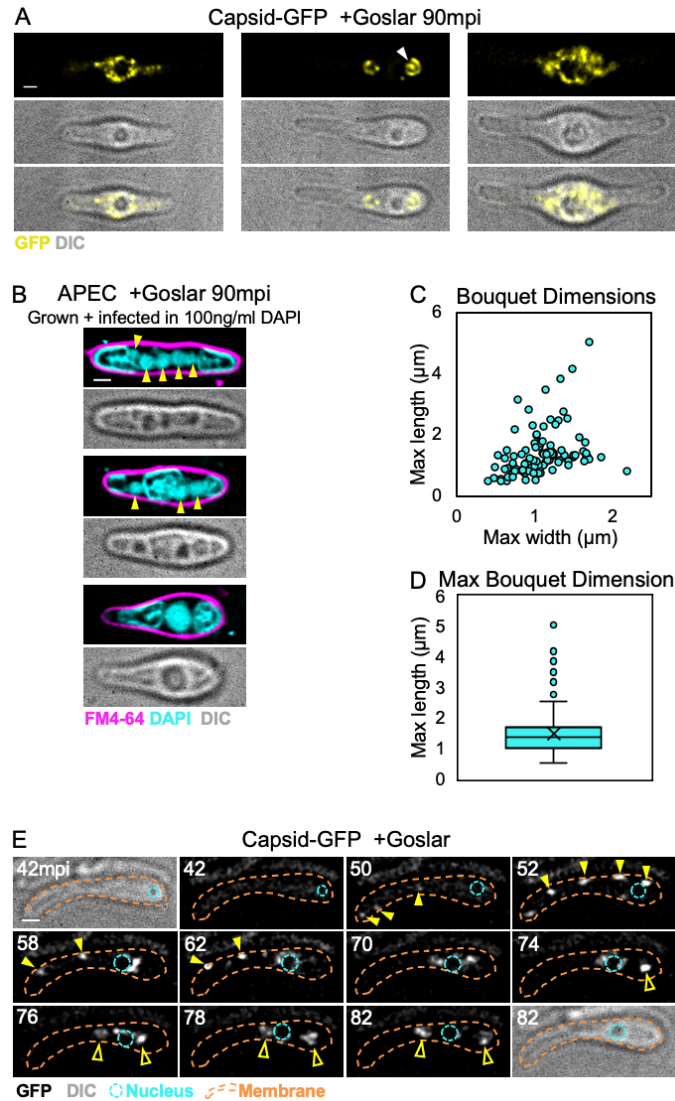 A
Capsid-GFP +Goslar 90mpi
GFP DIC
B
APEC +Goslar 90mpi
Grown + infected in 100ng/ml DAPI
FM4-64 DAPI DIC
C
Bouquet Dimensions
Max length (µm)
6
4
2
0
0 1 2
Max width (µm)
D
Max Bouquet Dimension
Max length (µm)
6
5
4
3
2
1
0
E
Capsid-GFP +Goslar
42mpi 42 50 52
58 62 70 74
76 78 82 82
GFP DIC Nucleus Membrane